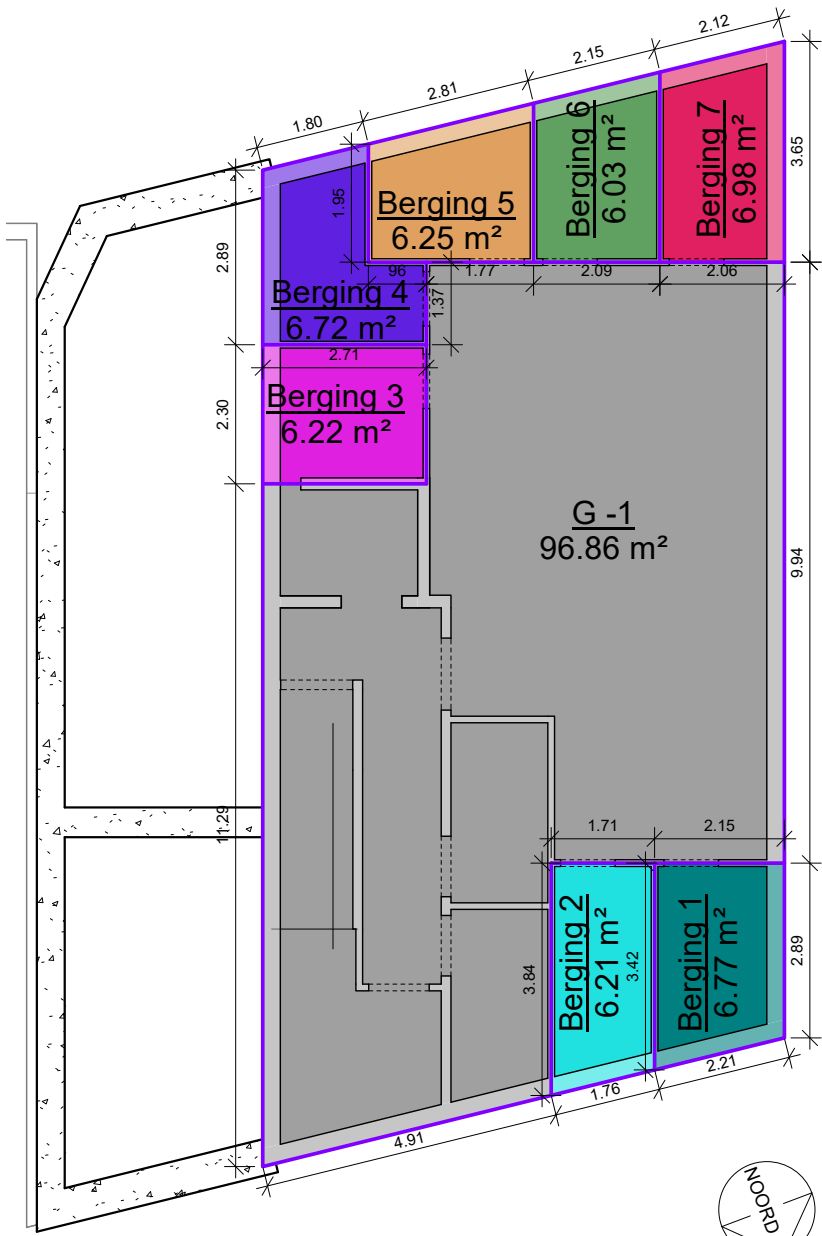 2.12
2.15
2.81
1.80
3.65
Berging 7
6.98 m²
Berging 6
6.03 m²
Berging 5
6.25 m²
1.95
2.89
96
1.77
2.09
2.06
1.37
Berging 4
6.72 m²
2.71
Berging 3
6.22 m²
2.30
G -1
96.86 m²
9.94
11.29
1.71
2.15
Berging 2
6.21 m²
3.42
Berging 1
6.77 m²
3.84
2.89
2.21
1.76
4.91
NOORD